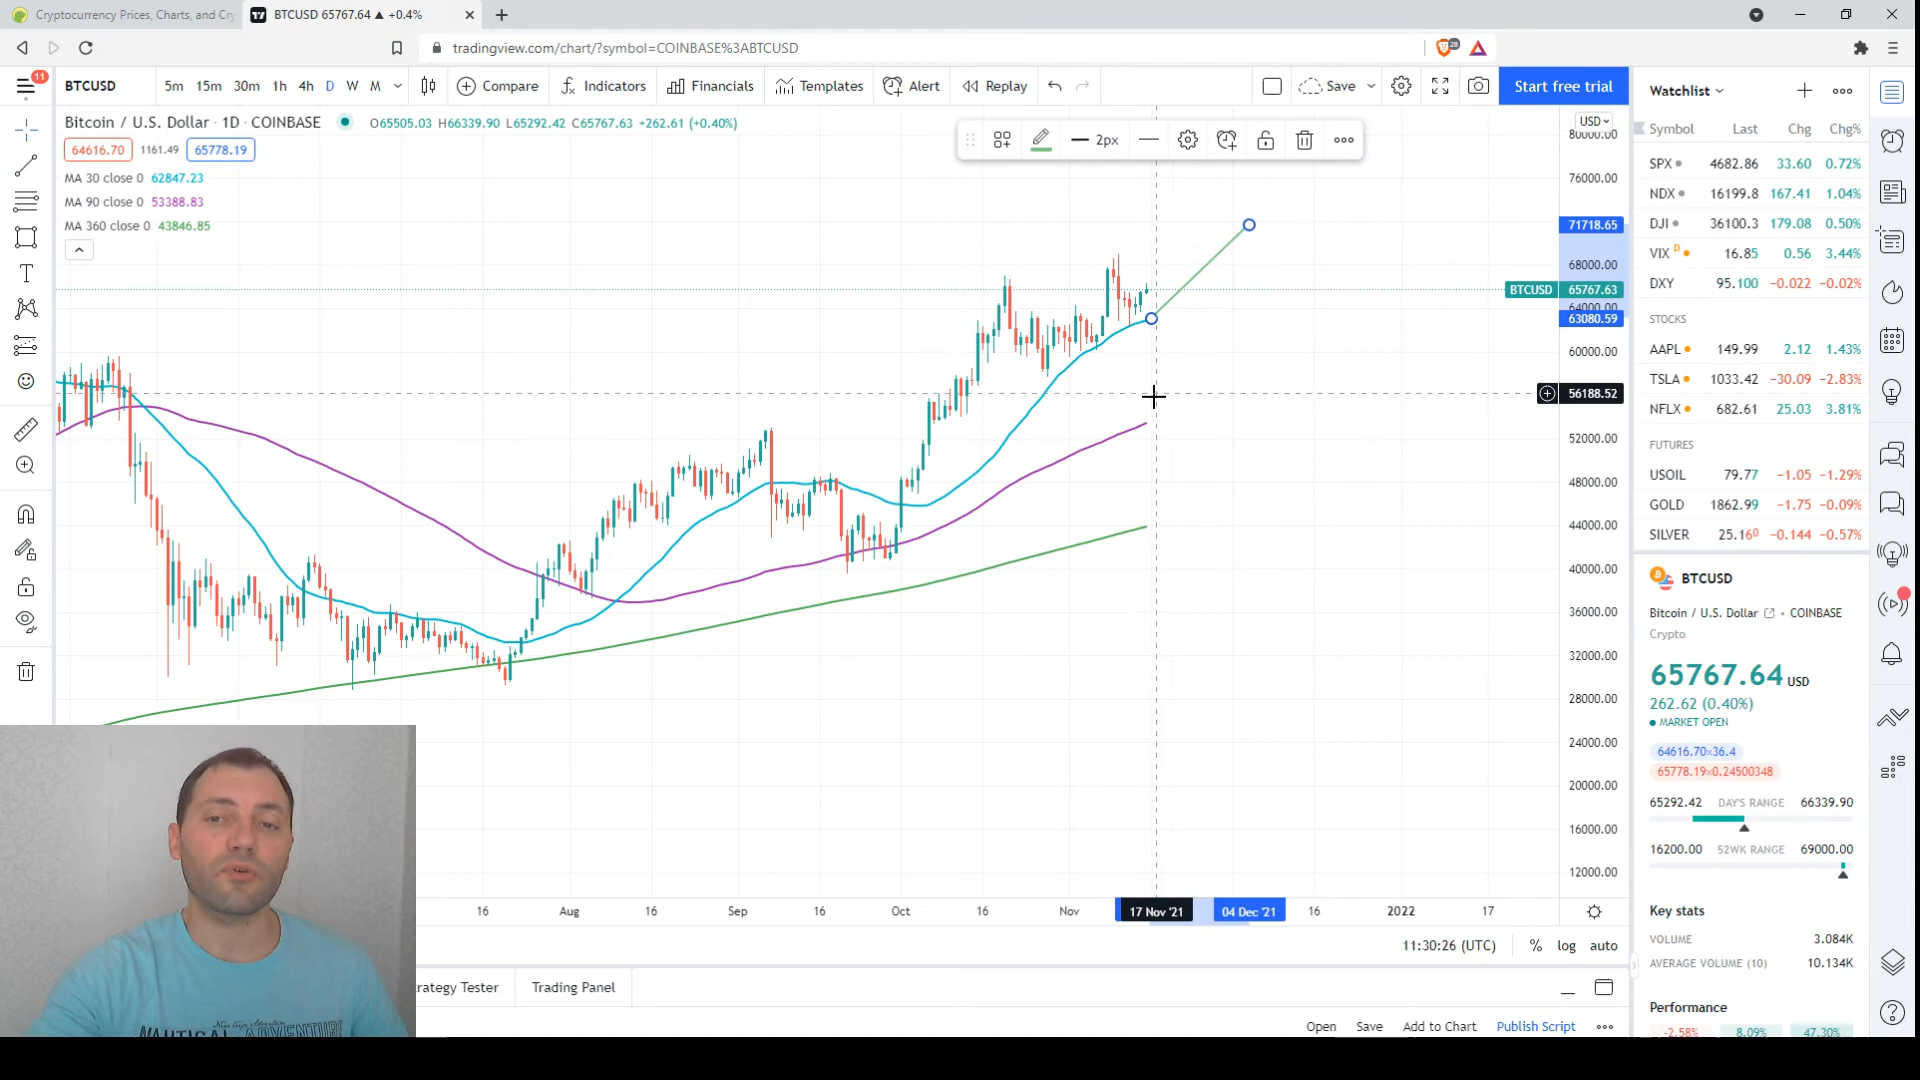 Cryptocurrency Prices, Charts, and Cry
BTCUSD 65767.64 ▲ +0.4%
tradingview.com/chart/?symbol=COINBASE%3ABTCUSD
28
11
BTCUSD 5m 15m 30m 1h 4h D W M Compare Indicators Financials Templates Alert Replay Save Start free trial
Bitcoin / U.S. Dollar · 1D · COINBASE O65505.03 H66339.90 L65292.42 C65767.63 +262.61 (+0.40%)
64616.70 1161.49 65778.19
MA 30 close 0 62847.23
MA 90 close 0 53388.83
MA 360 close 0 43846.85
2px
USD
80000.00
76000.00
71718.65
68000.00
BTCUSD 65767.63
64000.00
63080.59
60000.00
56188.52
52000.00
48000.00
44000.00
40000.00
36000.00
32000.00
28000.00
24000.00
20000.00
16000.00
12000.00
16 Aug 16 Sep 16 Oct 16 Nov 17 Nov '21 04 Dec '21 16 2022 17
11:30:26 (UTC) % log auto
trategy Tester Trading Panel
Open Save Add to Chart Publish Script
Watchlist
Symbol Last Chg Chg%
SPX 4682.86 33.60 0.72%
NDX 16199.8 167.41 1.04%
DJI 36100.3 179.08 0.50%
VIX D 16.85 0.56 3.44%
DXY 95.100 −0.022 −0.02%
STOCKS
AAPL 149.99 2.12 1.43%
TSLA 1033.42 −30.09 −2.83%
NFLX 682.61 25.03 3.81%
FUTURES
USOIL 79.77 −1.05 −1.29%
GOLD 1862.99 −1.75 −0.09%
SILVER 25.160 −0.144 −0.57%
BTCUSD
Bitcoin / U.S. Dollar · COINBASE
Crypto
65767.64 USD
262.62 (0.40%)
MARKET OPEN
64616.70×36.4
65778.19×0.24500348
65292.42 DAY'S RANGE 66339.90
16200.00 52WK RANGE 69000.00
Key stats
VOLUME 3.084K
AVERAGE VOLUME (10) 10.134K
Performance
-2.58% 8.09% 47.30%
NAUTICAL ADVENTURE